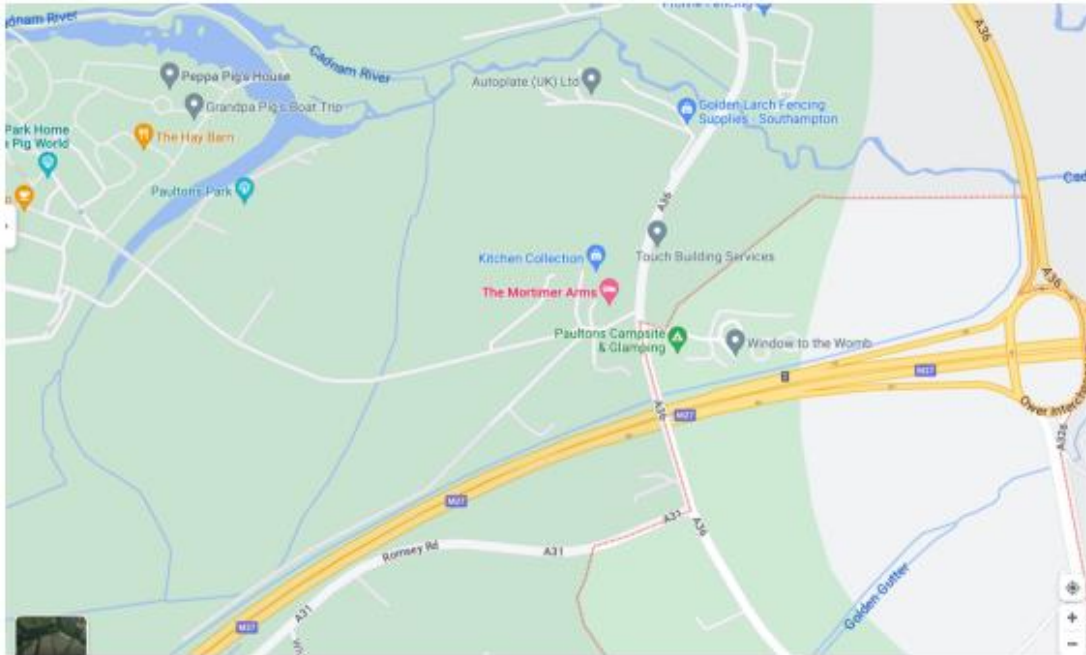 Cadnam River
Peppa Pig's House
Grandpa Pig's Boat Trip
The Hay Barn
Park Home
Pig World
Paultons Park
Autoplate (UK) Ltd
Golden Larch Fencing
Supplies - Southampton
A36
A36
Touch Building Services
Kitchen Collection
The Mortimer Arms
Paultons Campsite
& Glamping
Window to the Womb
A36
M27
Ower
A326
A36
M27
M27
A31
A36
Romsey Rd
A31
A31
M27
Golden Gutter
+
−